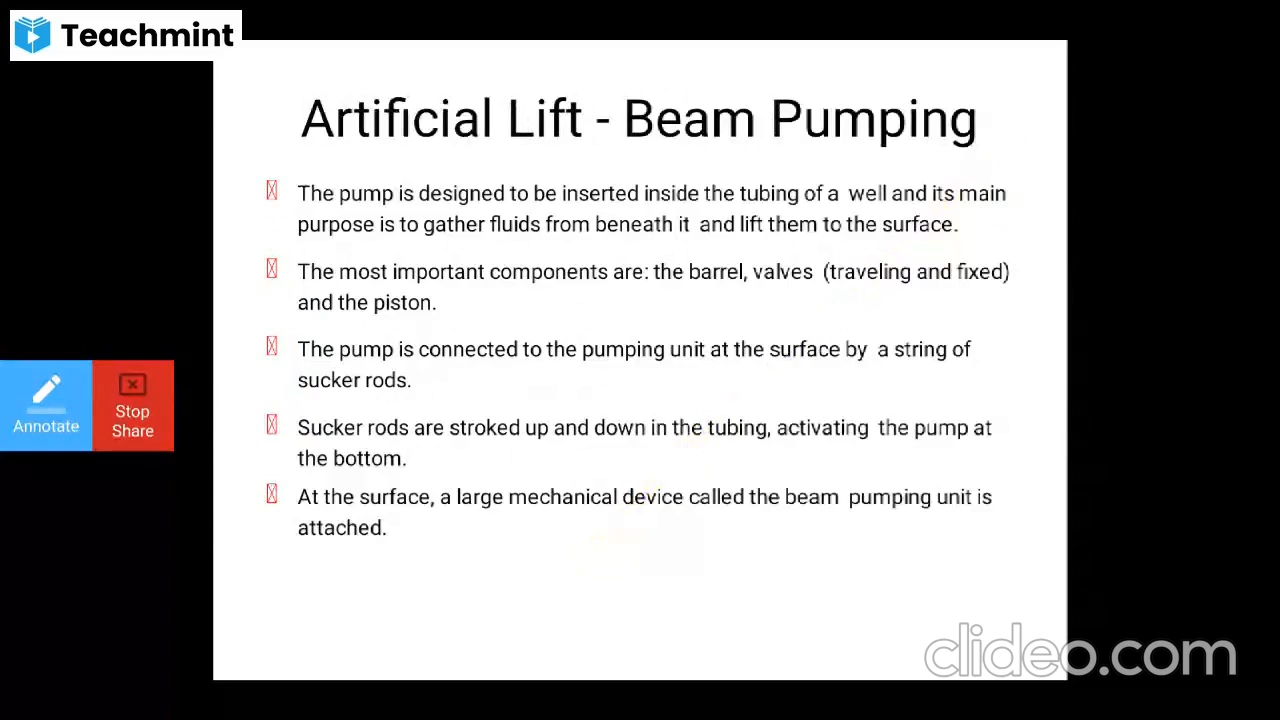 Teachmint
Artificial Lift - Beam Pumping
The pump is designed to be inserted inside the tubing of a well and its main
purpose is to gather fluids from beneath it and lift them to the surface.
The most important components are: the barrel, valves (traveling and fixed)
and the piston.
The pump is connected to the pumping unit at the surface by a string of
sucker rods.
Sucker rods are stroked up and down in the tubing, activating the pump at
the bottom.
At the surface, a large mechanical device called the beam pumping unit is
attached.
Annotate
Stop
Share
clideo.com